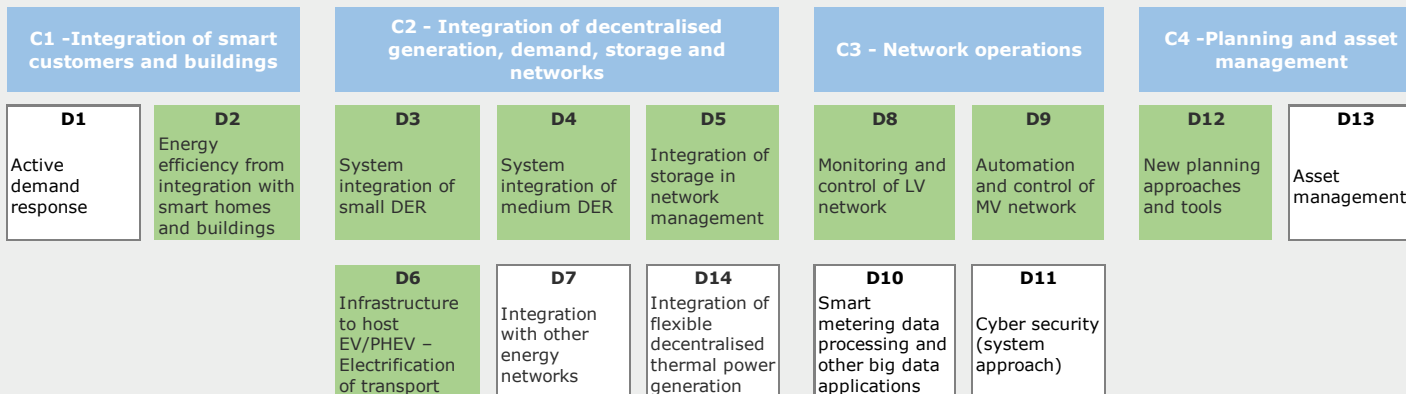 C1 -Integration of smart
customers and buildings
C2 - Integration of decentralised
generation, demand, storage and
networks
C3 - Network operations
C4 -Planning and asset
management
D1
Active
demand
response
D2
Energy
efficiency from
integration with
smart homes
and buildings
D3
System
integration of
small DER
D4
System
integration of
medium DER
D5
Integration of
storage in
network
management
D8
Monitoring and
control of LV
network
D9
Automation
and control of
MV network
D12
New planning
approaches
and tools
D13
Asset
management
D6
Infrastructure
to host
EV/PHEV –
Electrification
of transport
D7
Integration
with other
energy
networks
D14
Integration of
flexible
decentralised
thermal power
generation
D10
Smart
metering data
processing and
other big data
applications
D11
Cyber security
(system
approach)